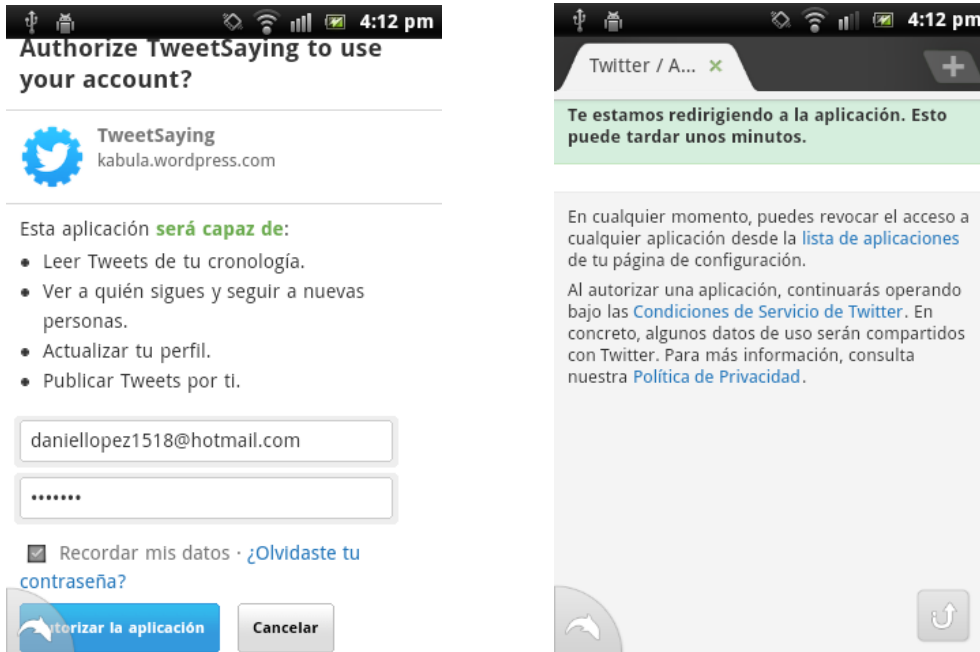 4:12 pm
Authorize TweetSaying to use
your account?
TweetSaying
kabula.wordpress.com
Esta aplicación será capaz de:
Leer Tweets de tu cronología.
Ver a quién sigues y seguir a nuevas
personas.
Actualizar tu perfil.
Publicar Tweets por ti.
daniellopez1518@hotmail.com
•••••••
Recordar mis datos · ¿Olvidaste tu
contraseña?
la aplicación
Cancelar
4:12 pm
Twitter / A...
Te estamos redirigiendo a la aplicación. Esto
puede tardar unos minutos.
En cualquier momento, puedes revocar el acceso a
cualquier aplicación desde la lista de aplicaciones
de tu página de configuración.
Al autorizar una aplicación, continuarás operando
bajo las Condiciones de Servicio de Twitter. En
concreto, algunos datos de uso serán compartidos
con Twitter. Para más información, consulta
nuestra Política de Privacidad.